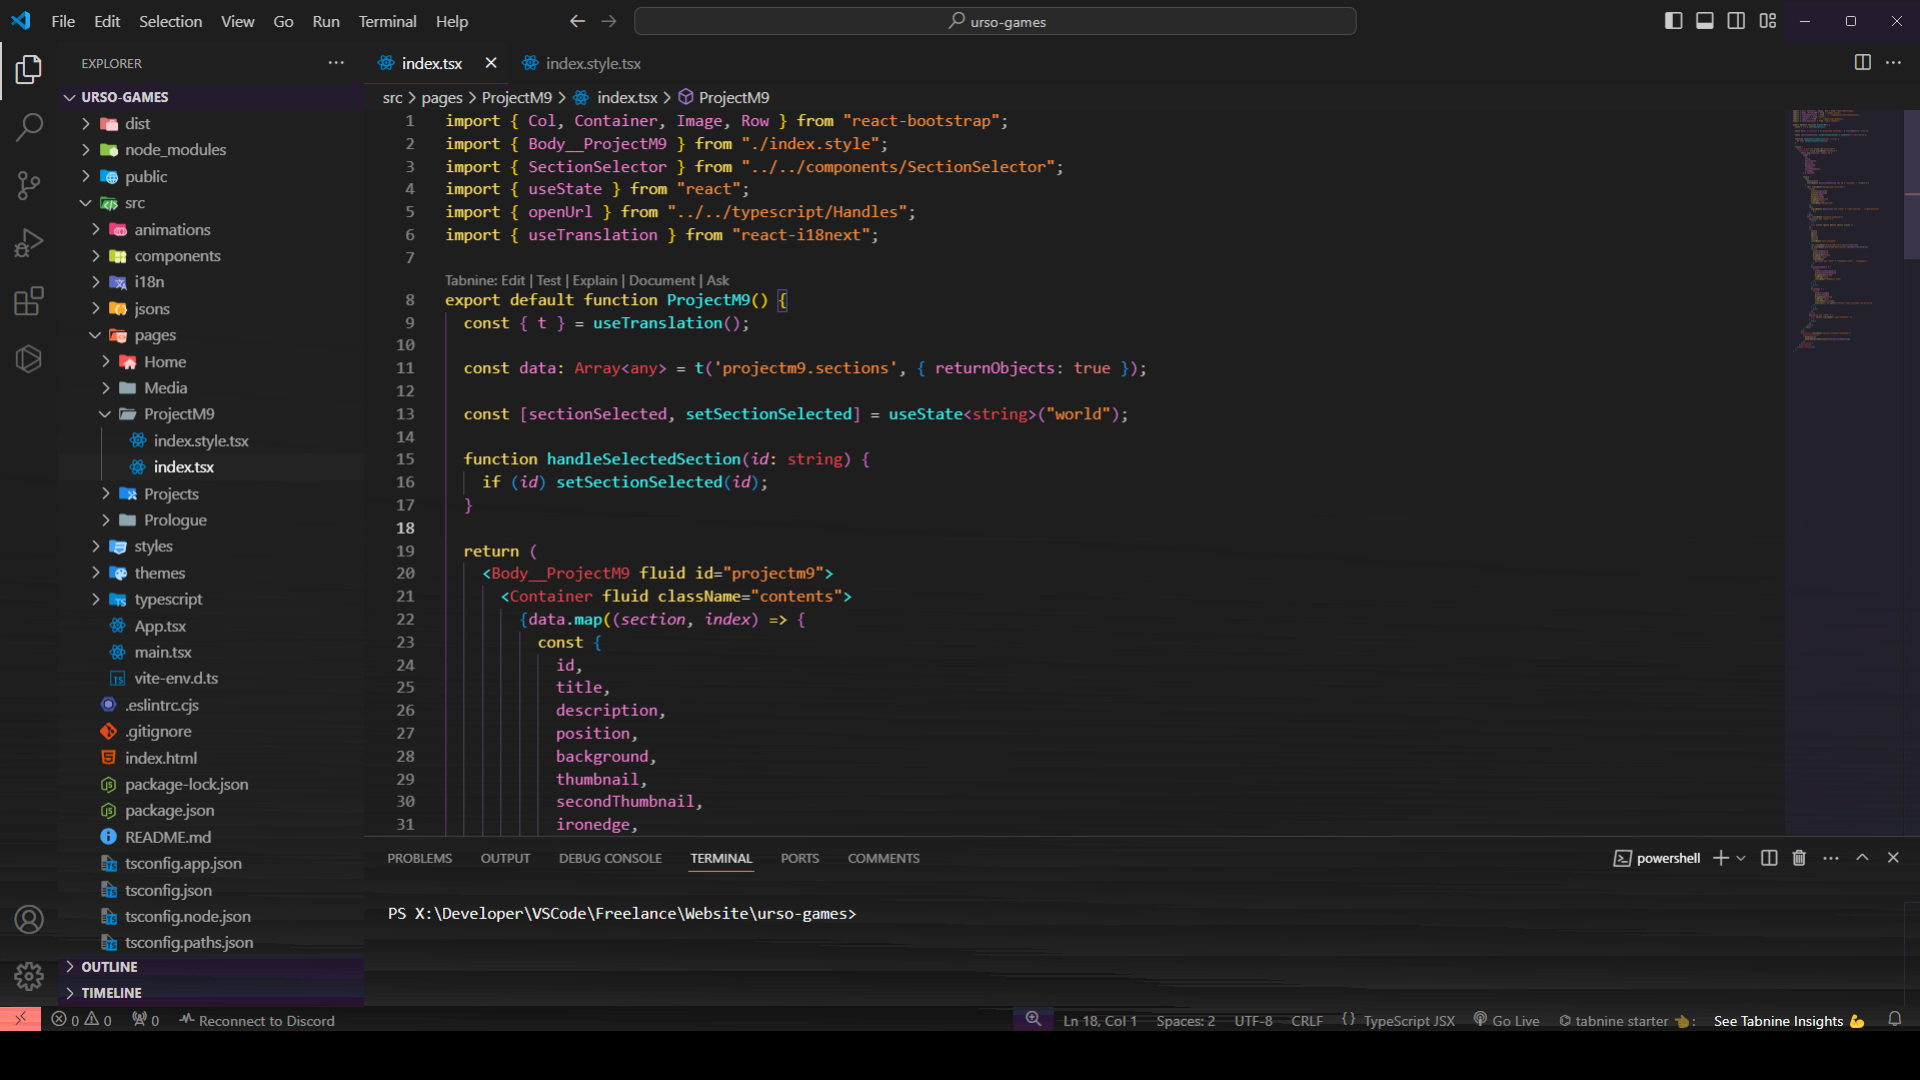 File Edit Selection View Go Run Terminal Help
urso-games
EXPLORER
URSO-GAMES
dist
node_modules
public
src
animations
components
i18n
jsons
pages
Home
Media
ProjectM9
index.style.tsx
index.tsx
Projects
Prologue
styles
themes
typescript
App.tsx
main.tsx
vite-env.d.ts
.eslintrc.cjs
.gitignore
index.html
package-lock.json
package.json
README.md
tsconfig.app.json
tsconfig.json
tsconfig.node.json
tsconfig.paths.json
OUTLINE
TIMELINE
index.tsx index.style.tsx
src > pages > ProjectM9 > index.tsx > ProjectM9
1 import { Col, Container, Image, Row } from "react-bootstrap";
2 import { Body__ProjectM9 } from "./index.style";
3 import { SectionSelector } from "../../components/SectionSelector";
4 import { useState } from "react";
5 import { openUrl } from "../../typescript/Handles";
6 import { useTranslation } from "react-i18next";
7
Tabnine: Edit | Test | Explain | Document | Ask
8 export default function ProjectM9() {
9 const { t } = useTranslation();
10
11 const data: Array<any> = t('projectm9.sections', { returnObjects: true });
12
13 const [sectionSelected, setSectionSelected] = useState<string>("world");
14
15 function handleSelectedSection(id: string) {
16 if (id) setSectionSelected(id);
17 }
18
19 return (
20 <Body__ProjectM9 fluid id="projectm9">
21 <Container fluid className="contents">
22 {data.map((section, index) => {
23 const {
24 id,
25 title,
26 description,
27 position,
28 background,
29 thumbnail,
30 secondThumbnail,
31 ironedge,
PROBLEMS OUTPUT DEBUG CONSOLE TERMINAL PORTS COMMENTS
powershell
PS X:\Developer\VSCode\Freelance\Website\urso-games>
0 0 0 Reconnect to Discord
Ln 18, Col 1 Spaces: 2 UTF-8 CRLF {} TypeScript JSX Go Live tabnine starter 👈: See Tabnine Insights 💪